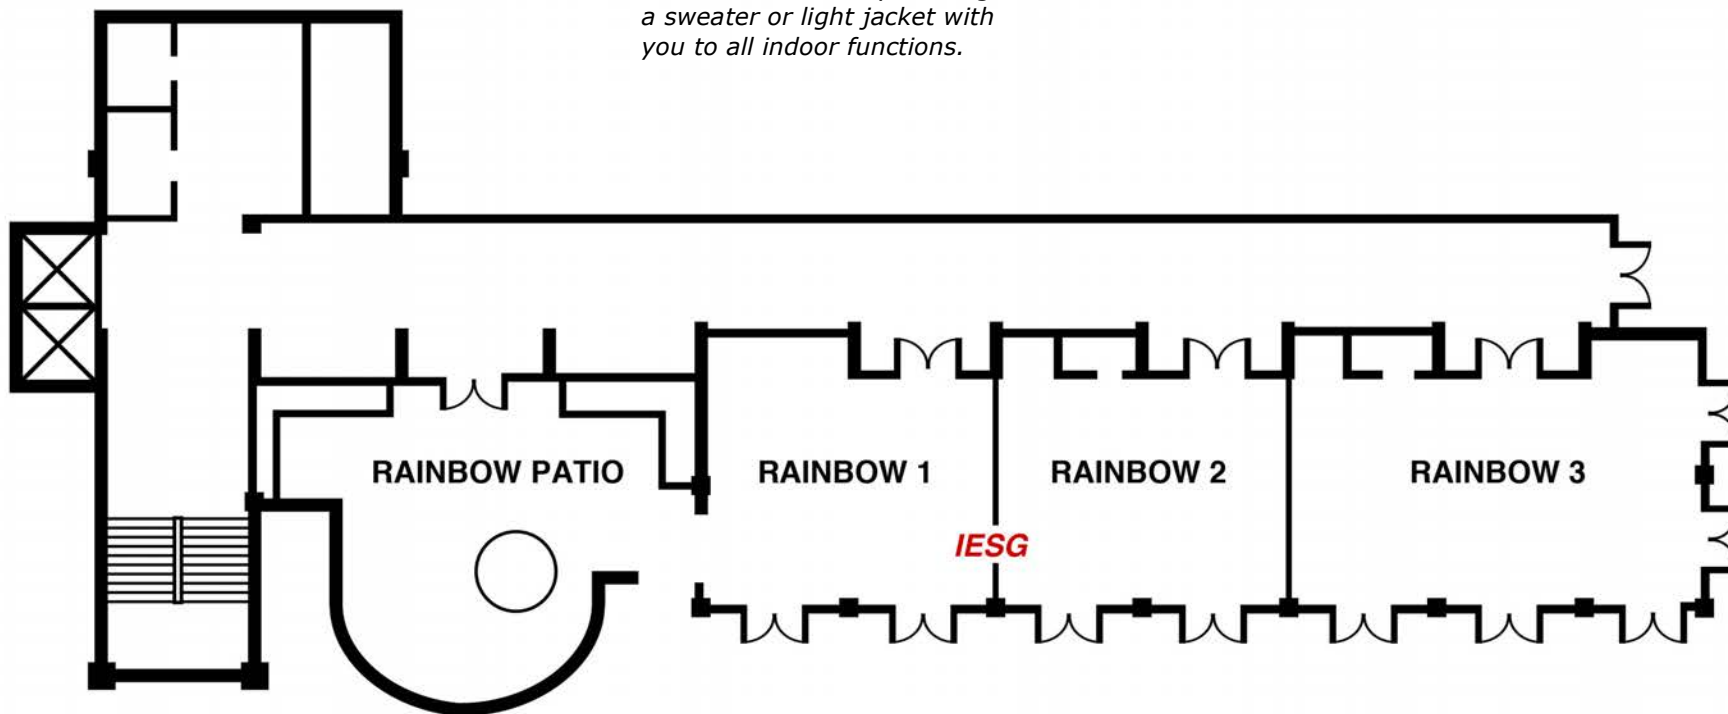 a sweater or light jacket with
you to all indoor functions.
RAINBOW PATIO
RAINBOW 1
RAINBOW 2
RAINBOW 3
IESG